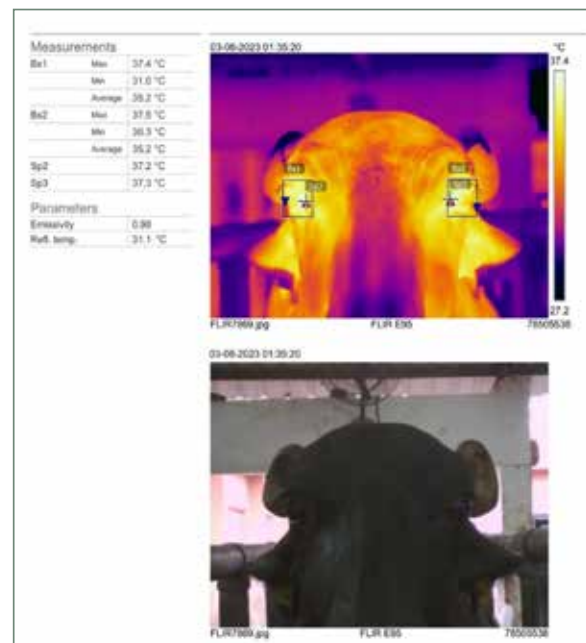 Measurements
Bx1 Max 37.4 °C
Min 31.0 °C
Average 35.2 °C
Bx2 Max 37.5 °C
Min 30.3 °C
Average 35.2 °C
Sp2 37.2 °C
Sp3 37.3 °C
Parameters
Emissivity 0.98
Refl. temp. 31.1 °C
03-08-2023 01:35:20
°C
37.4
27.2
FLIR7869.jpg FLIR E95 78505538
03-08-2023 01:35:20
FLIR7869.jpg FLIR E95 78505538